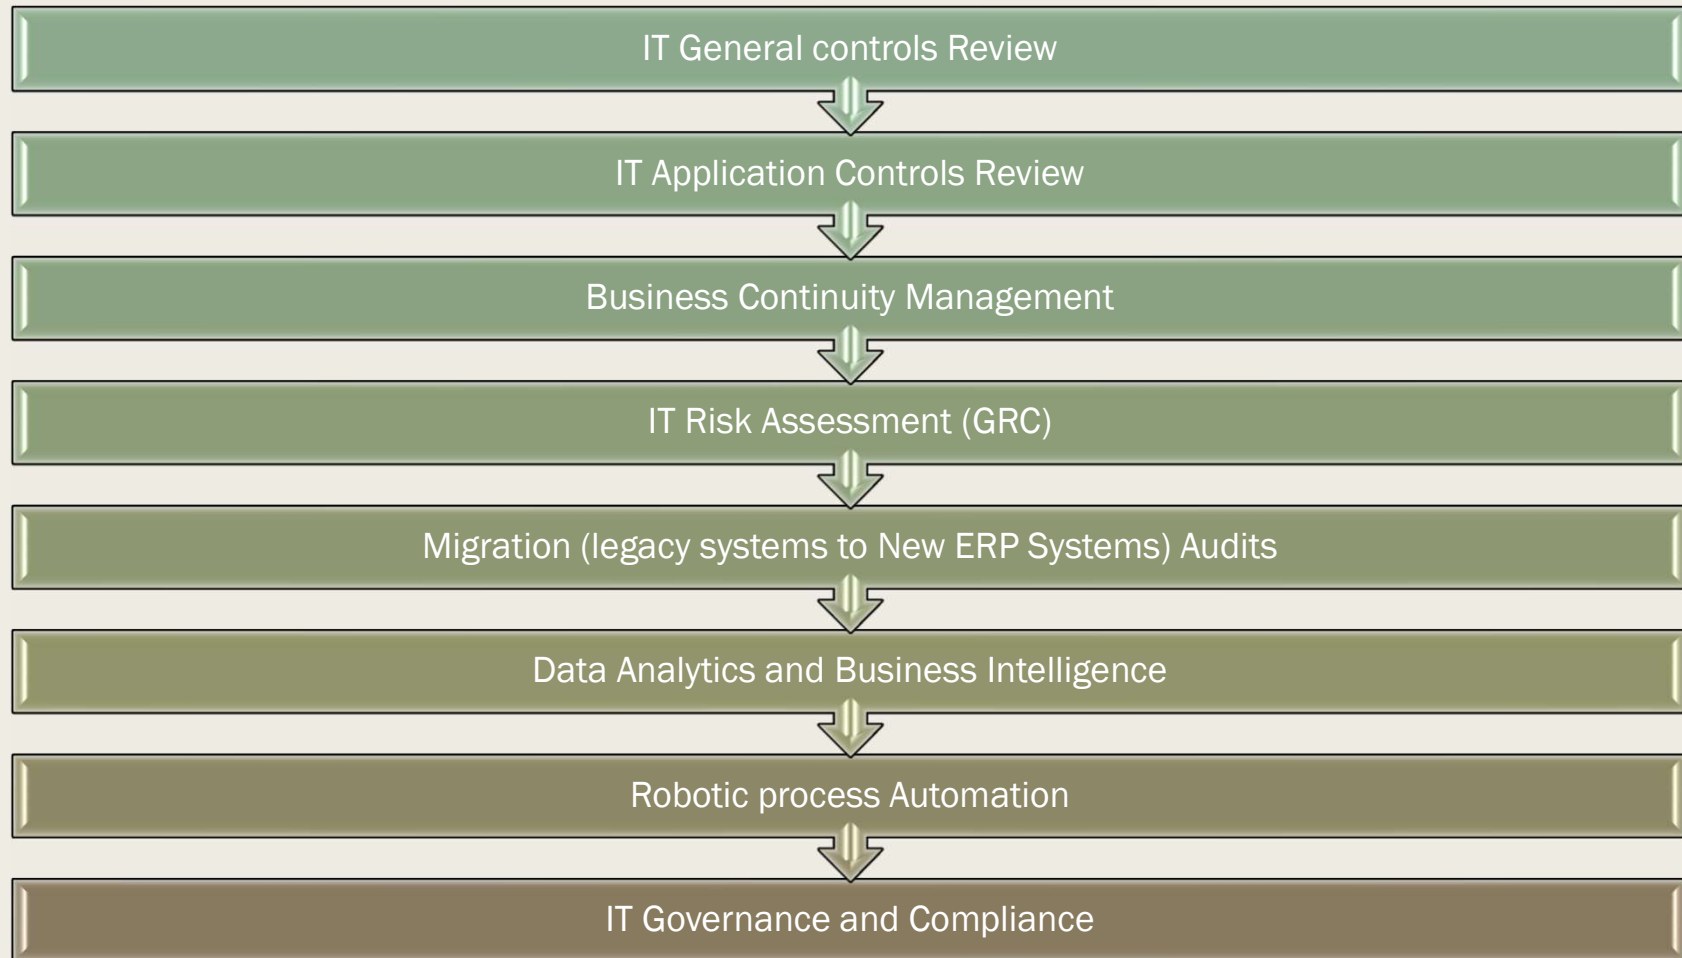 IT General controls Review
IT Application Controls Review
Business Continuity Management
IT Risk Assessment (GRC)
Migration (legacy systems to New ERP Systems) Audits
Data Analytics and Business Intelligence
Robotic process Automation
IT Governance and Compliance